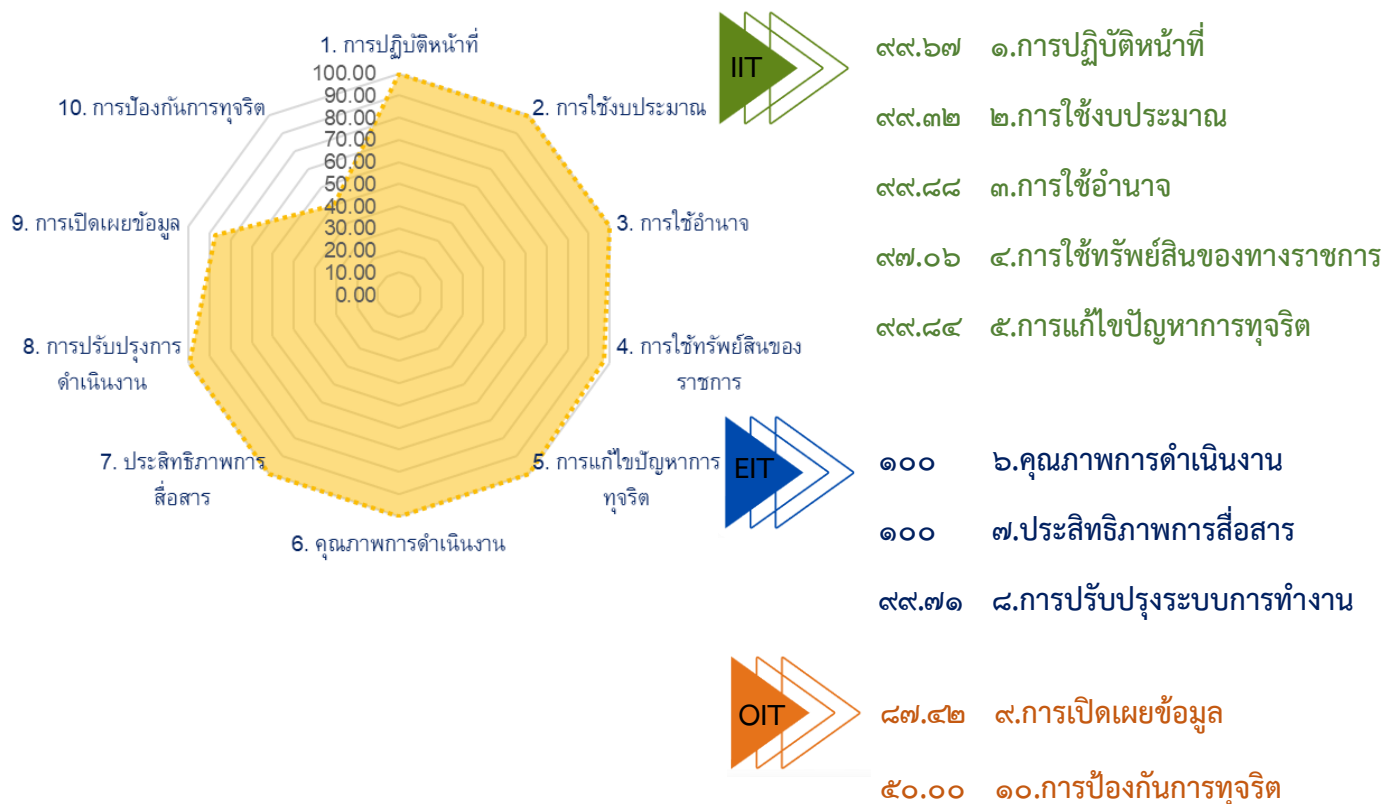 1. การปฏิบัติหน้าที่
100.00
90.00
80.00
70.00
60.00
50.00
40.00
30.00
20.00
10.00
0.00
2. การใช้งบประมาณ
3. การใช้อำนาจ
4. การใช้ทรัพย์สินของ
ราชการ
5. การแก้ไขปัญหาการ
ทุจริต
6. คุณภาพการดำเนินงาน
7. ประสิทธิภาพการ
สื่อสาร
8. การปรับปรุงการ
ดำเนินงาน
9. การเปิดเผยข้อมูล
10. การป้องกันการทุจริต
IIT
๙๙.๖๗ ๑.การปฏิบัติหน้าที่
๙๙.๓๒ ๒.การใช้งบประมาณ
๙๙.๘๘ ๓.การใช้อำนาจ
๙๗.๐๖ ๔.การใช้ทรัพย์สินของทางราชการ
๙๙.๘๔ ๕.การแก้ไขปัญหาการทุจริต
EIT
๑๐๐ ๖.คุณภาพการดำเนินงาน
๑๐๐ ๗.ประสิทธิภาพการสื่อสาร
๙๙.๗๑ ๘.การปรับปรุงระบบการทำงาน
OIT
๘๗.๔๒ ๙.การเปิดเผยข้อมูล
๕๐.๐๐ ๑๐.การป้องกันการทุจริต